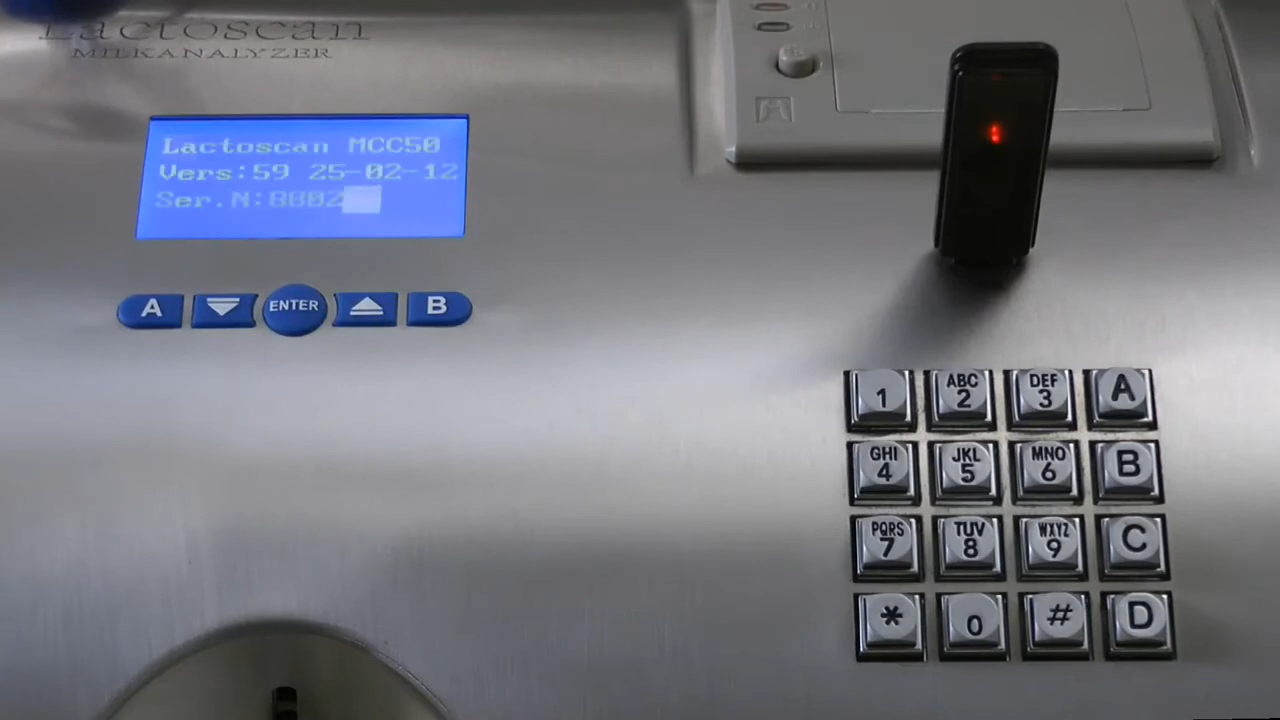 Lactoscan
MILKANALYZER
Lactoscan MCC50
Vers:59 25-02-12
Ser.N:8802
A
ENTER
B
1
ABC
2
DEF
3
A
GHI
4
JKL
5
MNO
6
B
PQRS
7
TUV
8
WXYZ
9
C
*
0
#
D